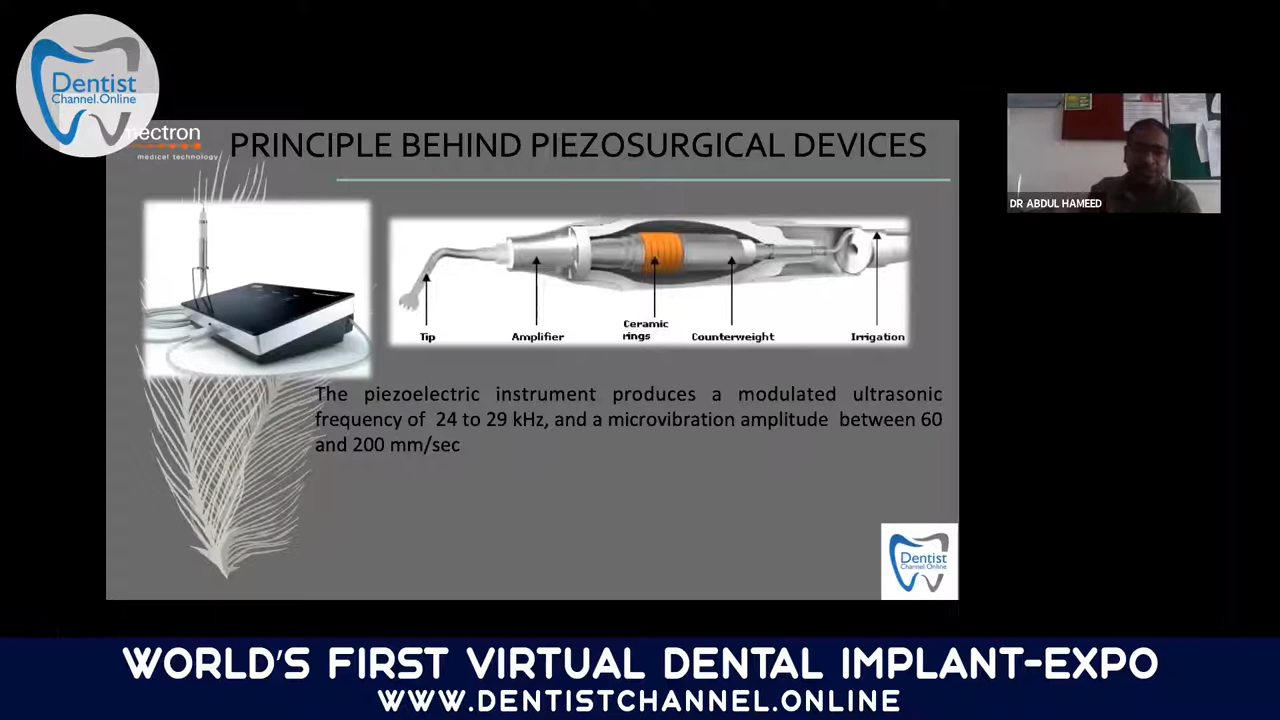 Dentist
Channel.Online
mectron
medical technology
PRINCIPLE BEHIND PIEZOSURGICAL DEVICES
DR ABDUL HAMEED
Tip
Amplifier
Ceramic
rings
Counterweight
Irrigation
The piezoelectric instrument produces a modulated ultrasonic
frequency of 24 to 29 kHz, and a microvibration amplitude between 60
and 200 mm/sec
Dentist
Channel.Online
WORLD'S FIRST VIRTUAL DENTAL IMPLANT-EXPO
WWW.DENTISTCHANNEL.ONLINE